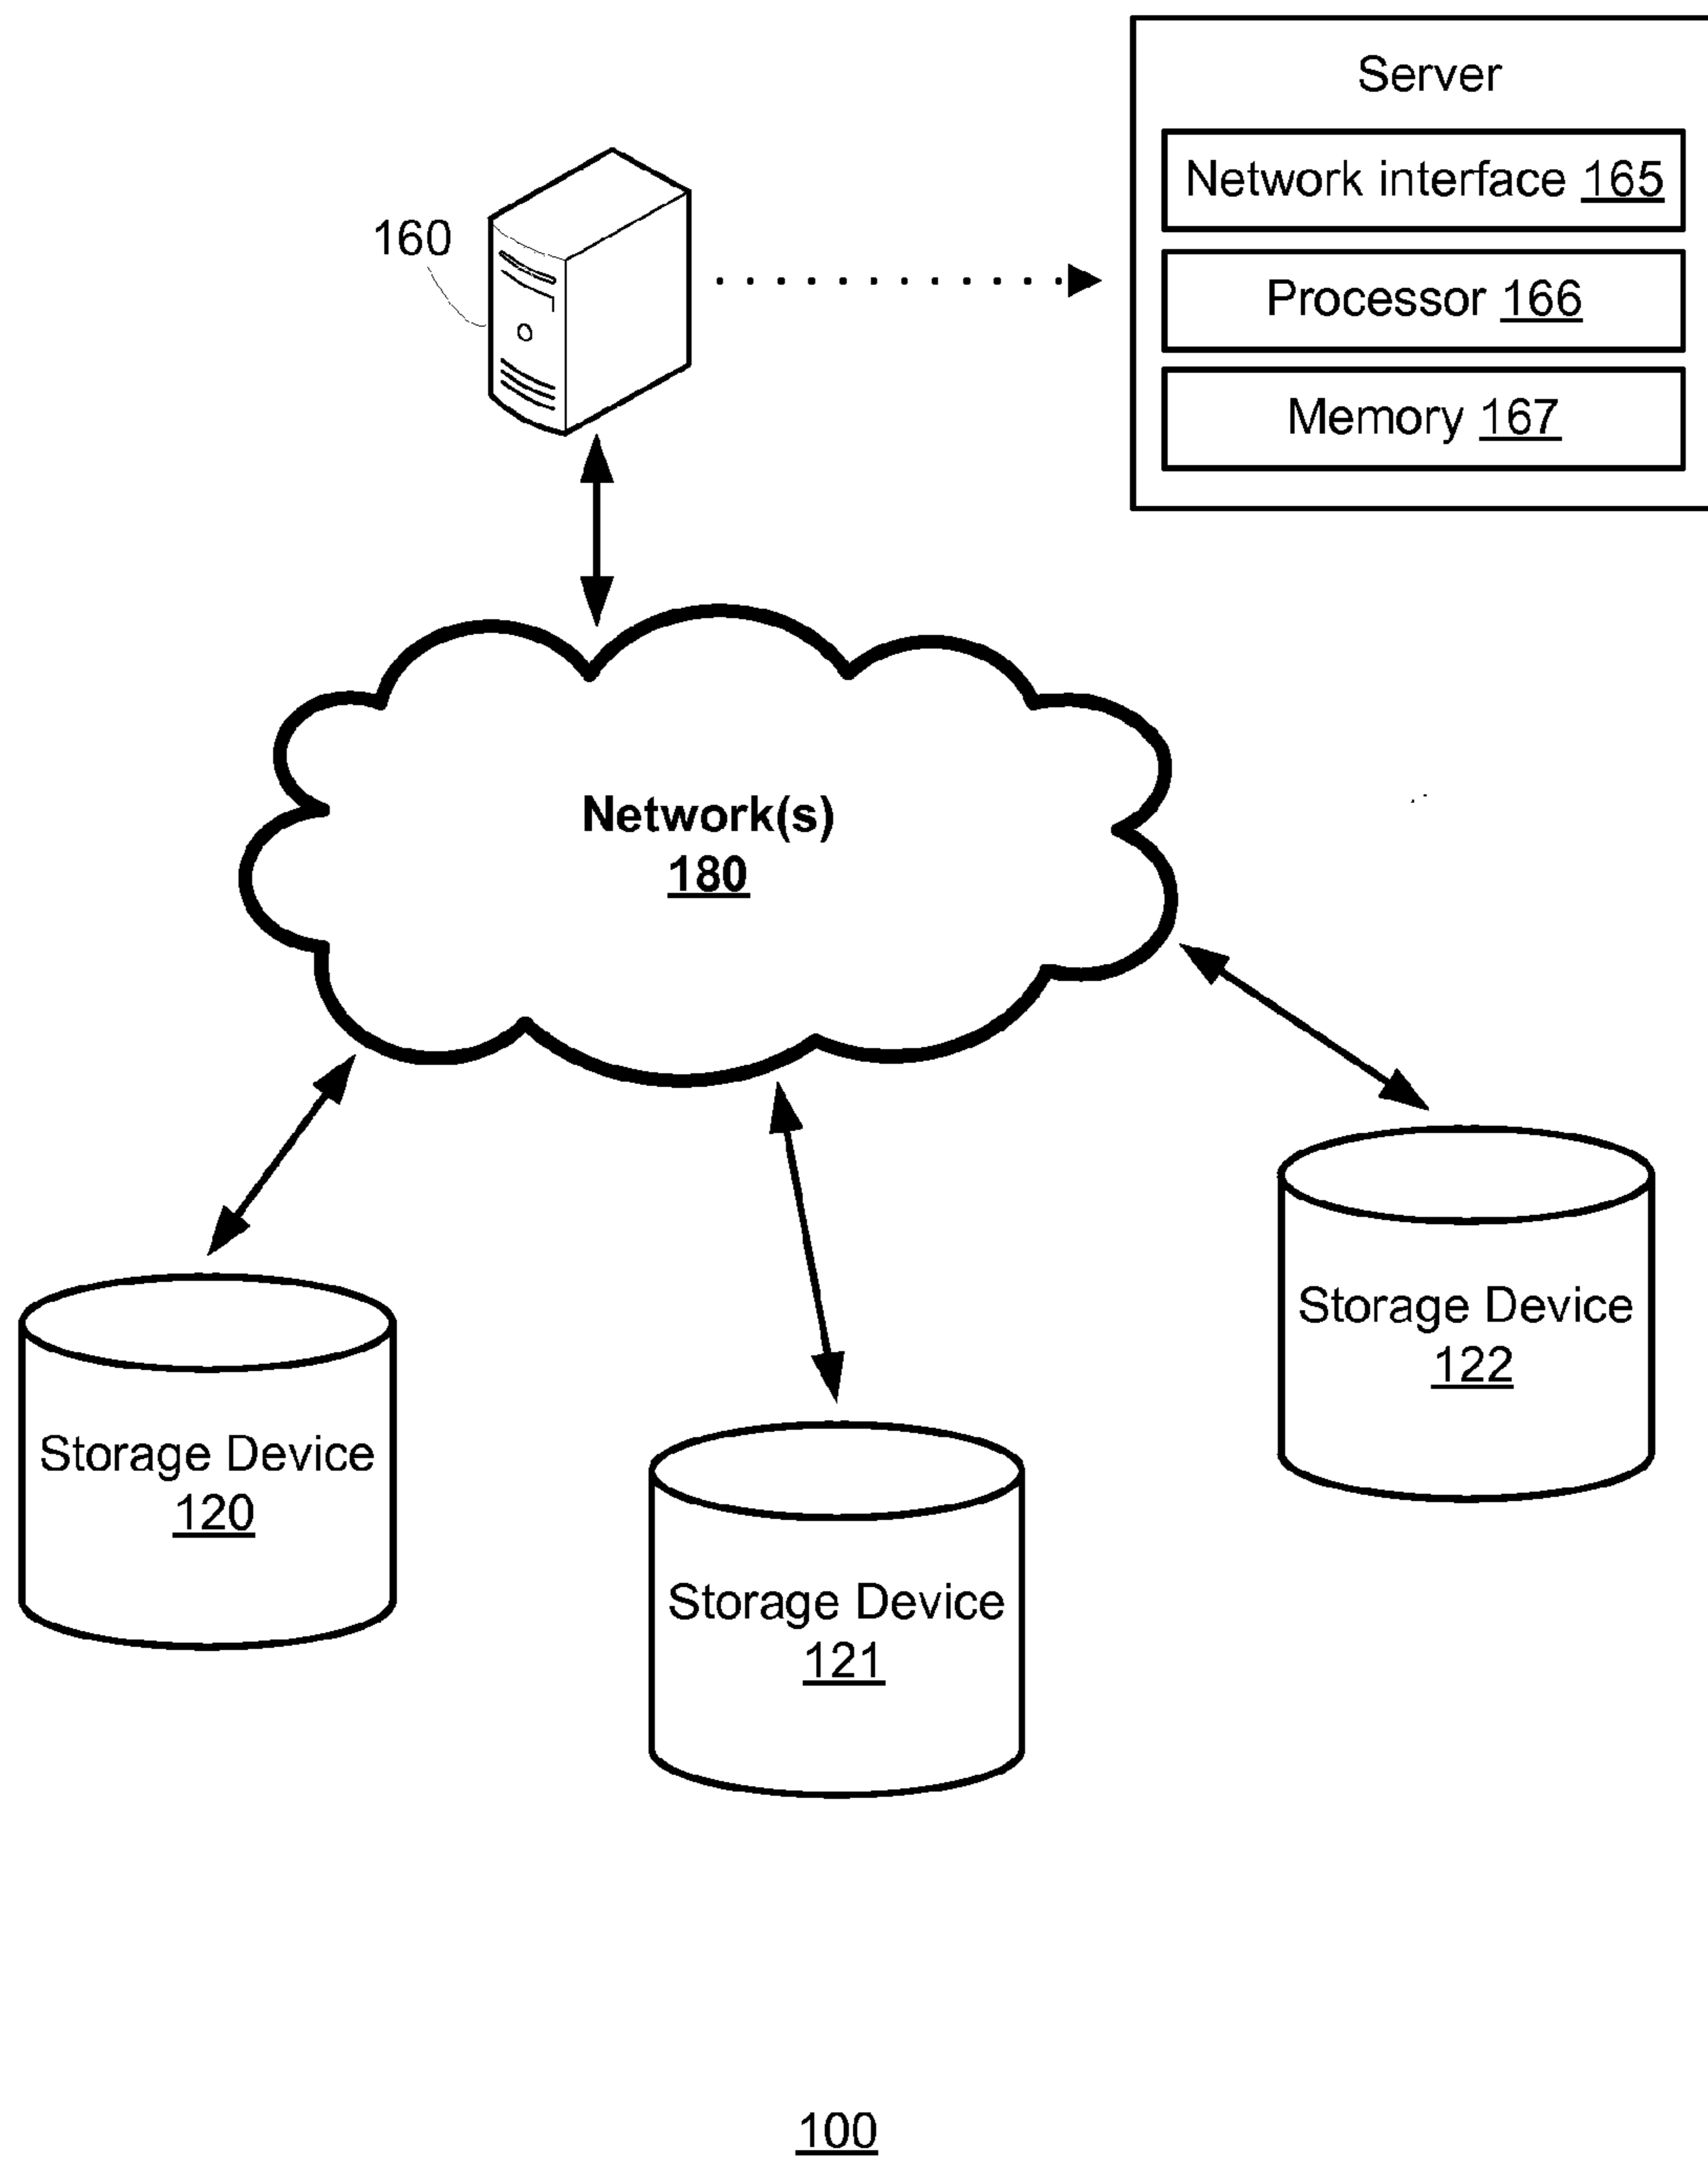 Server
Network interface 165
160
Processor 166
Memory 167
Network(s)
180
Storage Device
122
Storage Device
120
Storage Device
121
100